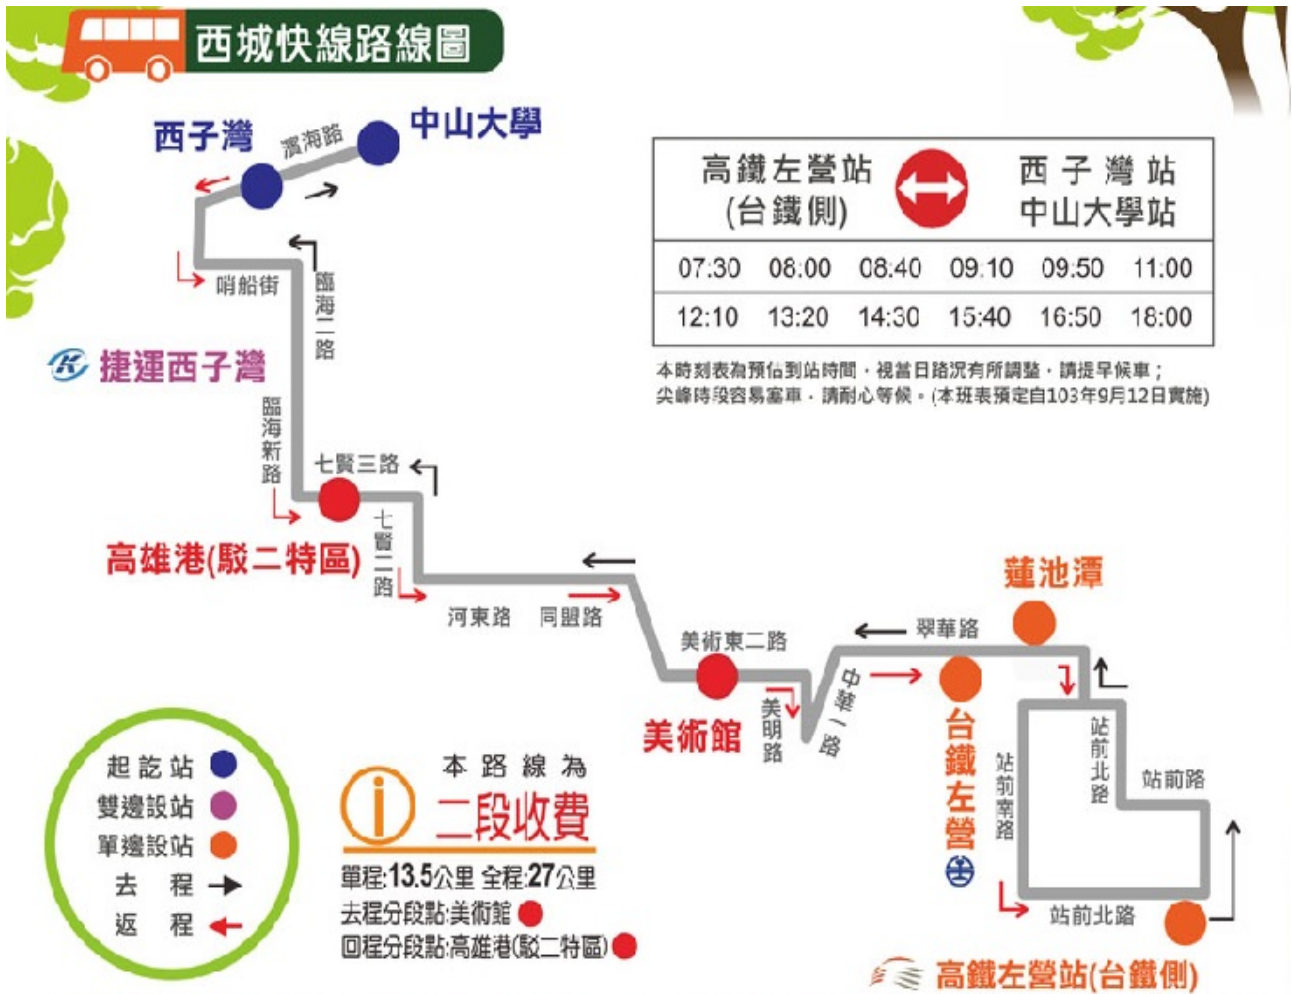 西城快線路線圖
西子灣
濱海路
中山大學
高鐵左營站
(台鐵側)
西子灣站
中山大學站
07:30 08:00 08:40 09:10 09:50 11:00
12:10 13:20 14:30 15:40 16:50 18:00
本時刻表為預估到站時間，視當日路況有所調整，請提早候車；
尖峰時段容易塞車，請耐心等候。(本班表預定自103年9月12日實施)
哨船街
臨海二路
捷運西子灣
臨海新路
七賢三路
高雄港(駁二特區)
七賢二路
河東路
同盟路
美術東二路
美術館
美明路
中華一路
翠華路
蓮池潭
台鐵左營
站前北路
站前路
站前南路
站前北路
高鐵左營站(台鐵側)
起訖站
雙邊設站
單邊設站
去程
返程
本路線為
二段收費
單程:13.5公里 全程:27公里
去程分段點:美術館
回程分段點:高雄港(駁二特區)